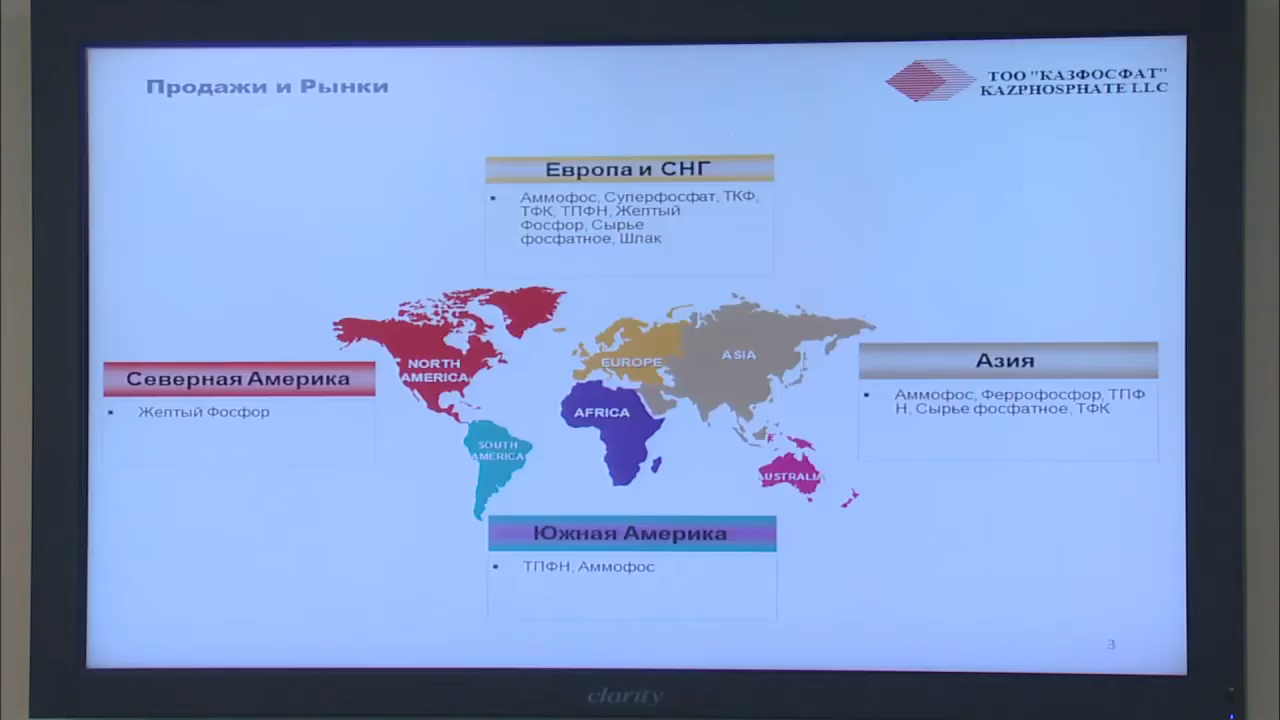 Продажи и Рынки
ТОО "КАЗФОСФАТ"
KAZPHOSPHATE LLC
Европа и СНГ
Аммофос, Суперфосфат, ТКФ,
ТФК, ТПФН, Желтый
Фосфор, Сырье
фосфатное, Шлак
NORTH
AMERICA
EUROPE
ASIA
AFRICA
SOUTH
AMERICA
AUSTRALIA
Северная Америка
Желтый Фосфор
Азия
Аммофос, Феррофосфор, ТПФ
Н, Сырье фосфатное, ТФК
Южная Америка
ТПФН, Аммофос
3
clarity